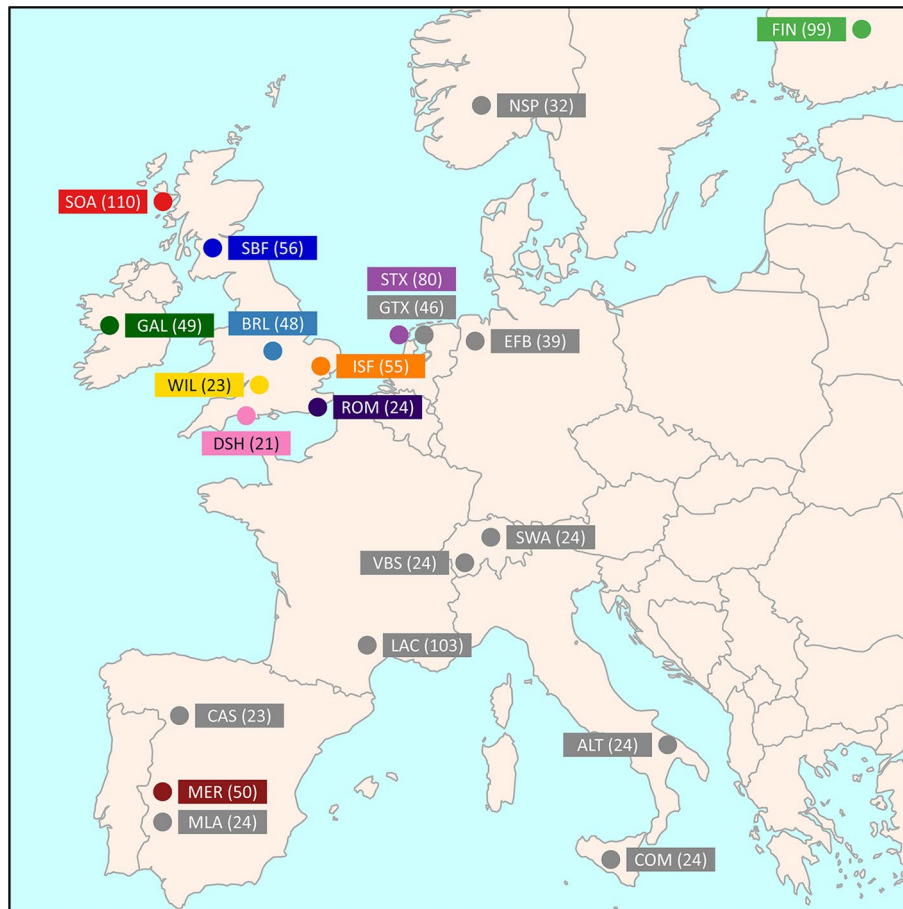 FIN (99)
NSP (32)
SOA (110)
SBF (56)
STX (80)
GTX (46)
GAL (49)
BRL (48)
EFB (39)
ISF (55)
WIL (23)
ROM (24)
DSH (21)
SWA (24)
VBS (24)
LAC (103)
CAS (23)
ALT (24)
MER (50)
MLA (24)
COM (24)